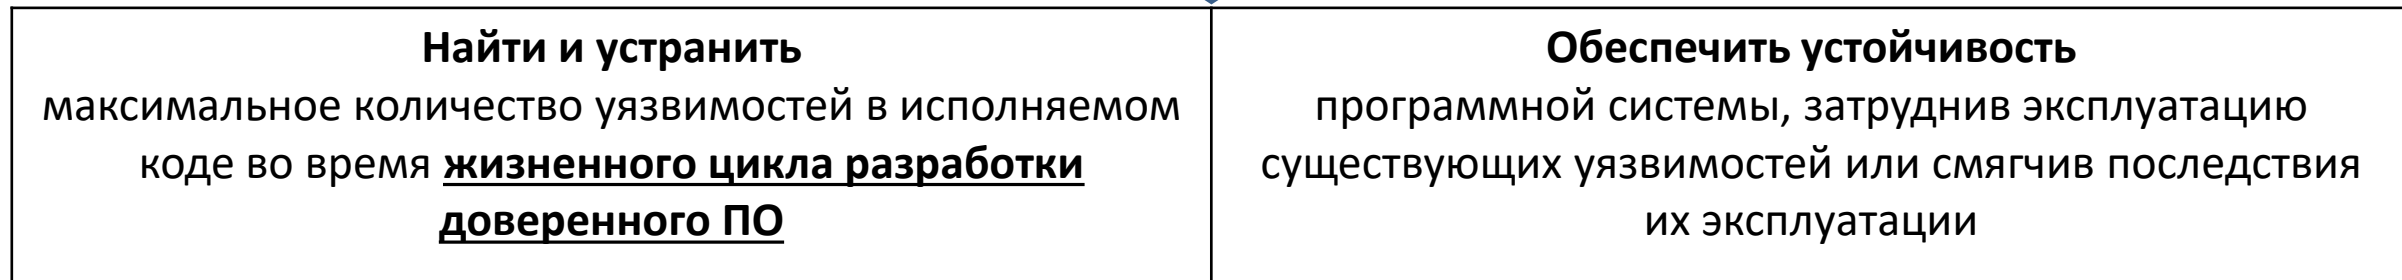 Найти и устранить
максимальное количество уязвимостей в исполняемом
коде во время жизненного цикла разработки
доверенного ПО
Обеспечить устойчивость
программной системы, затруднив эксплуатацию
существующих уязвимостей или смягчив последствия
их эксплуатации